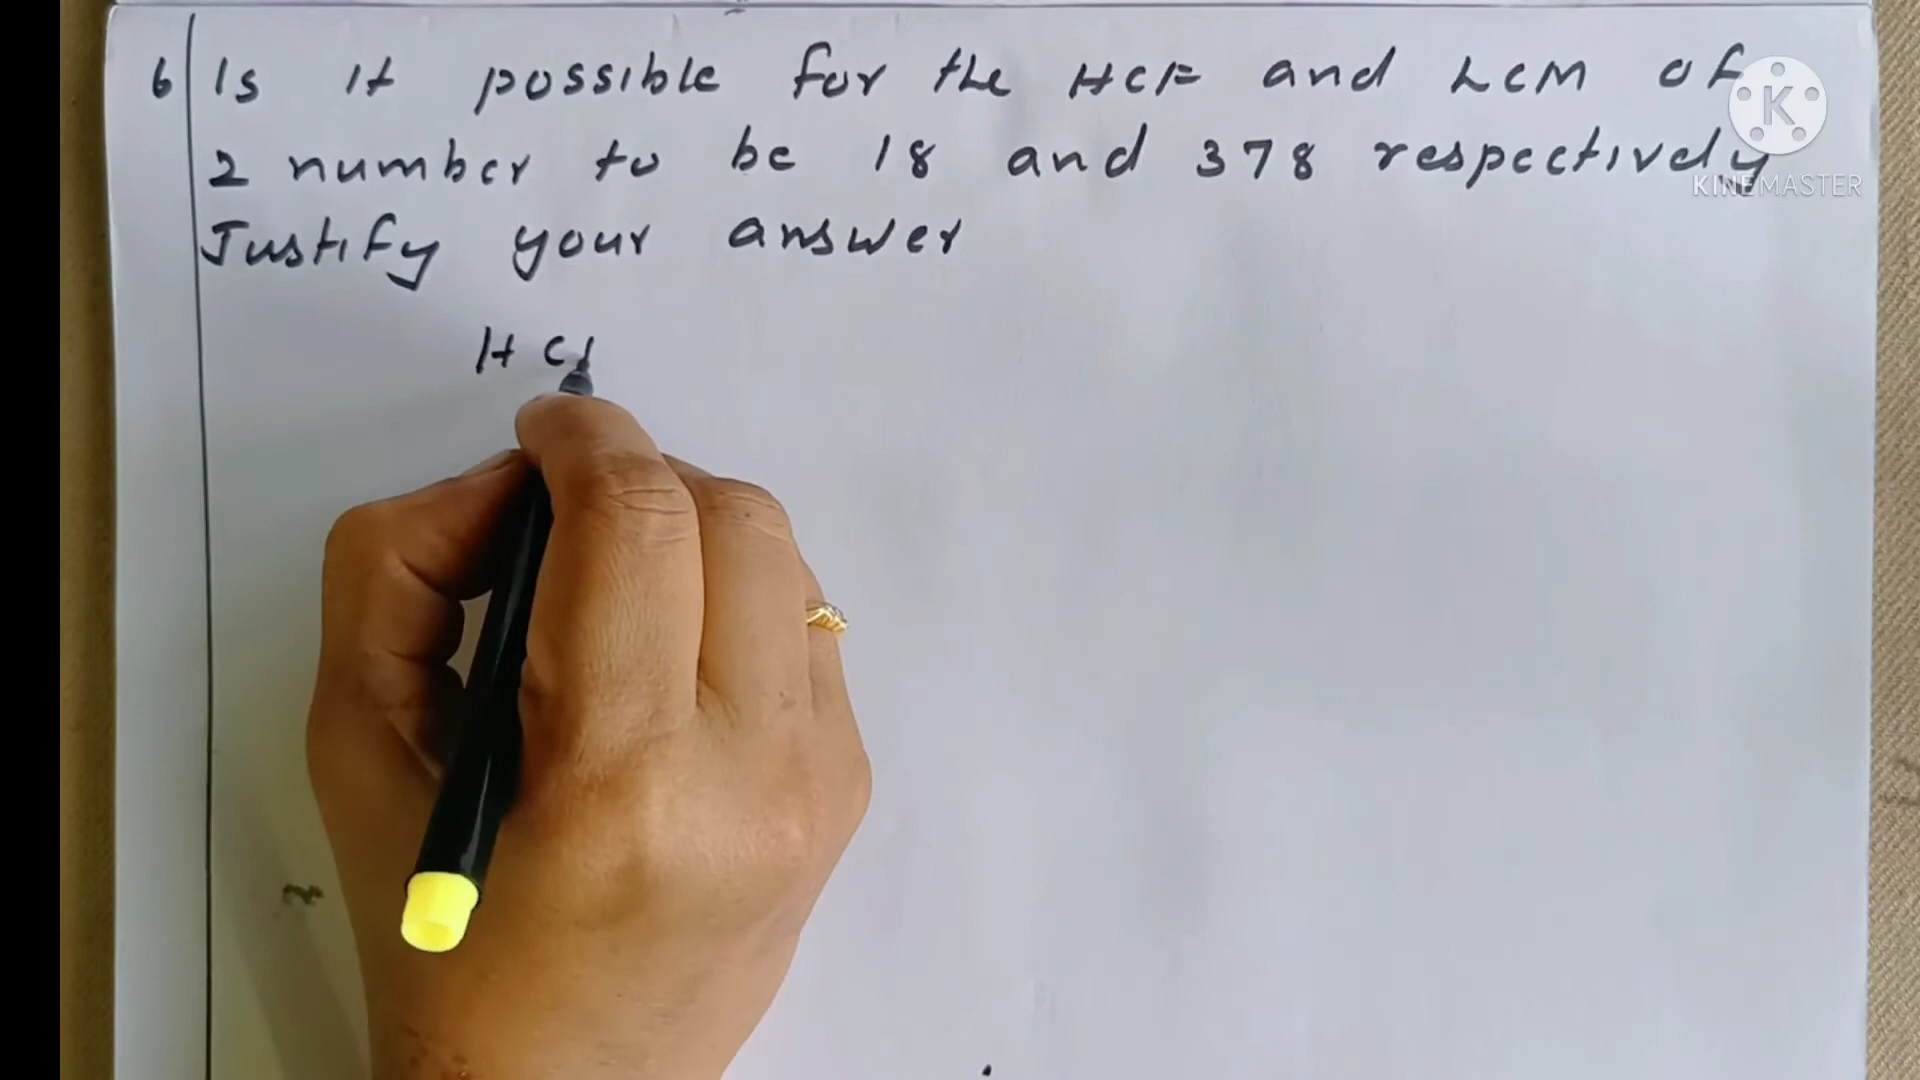 6 Is it possible for the HCF and LCM of
2 number to be 18 and 378 respectively
Justify your answer
HC
K
KINEMASTER